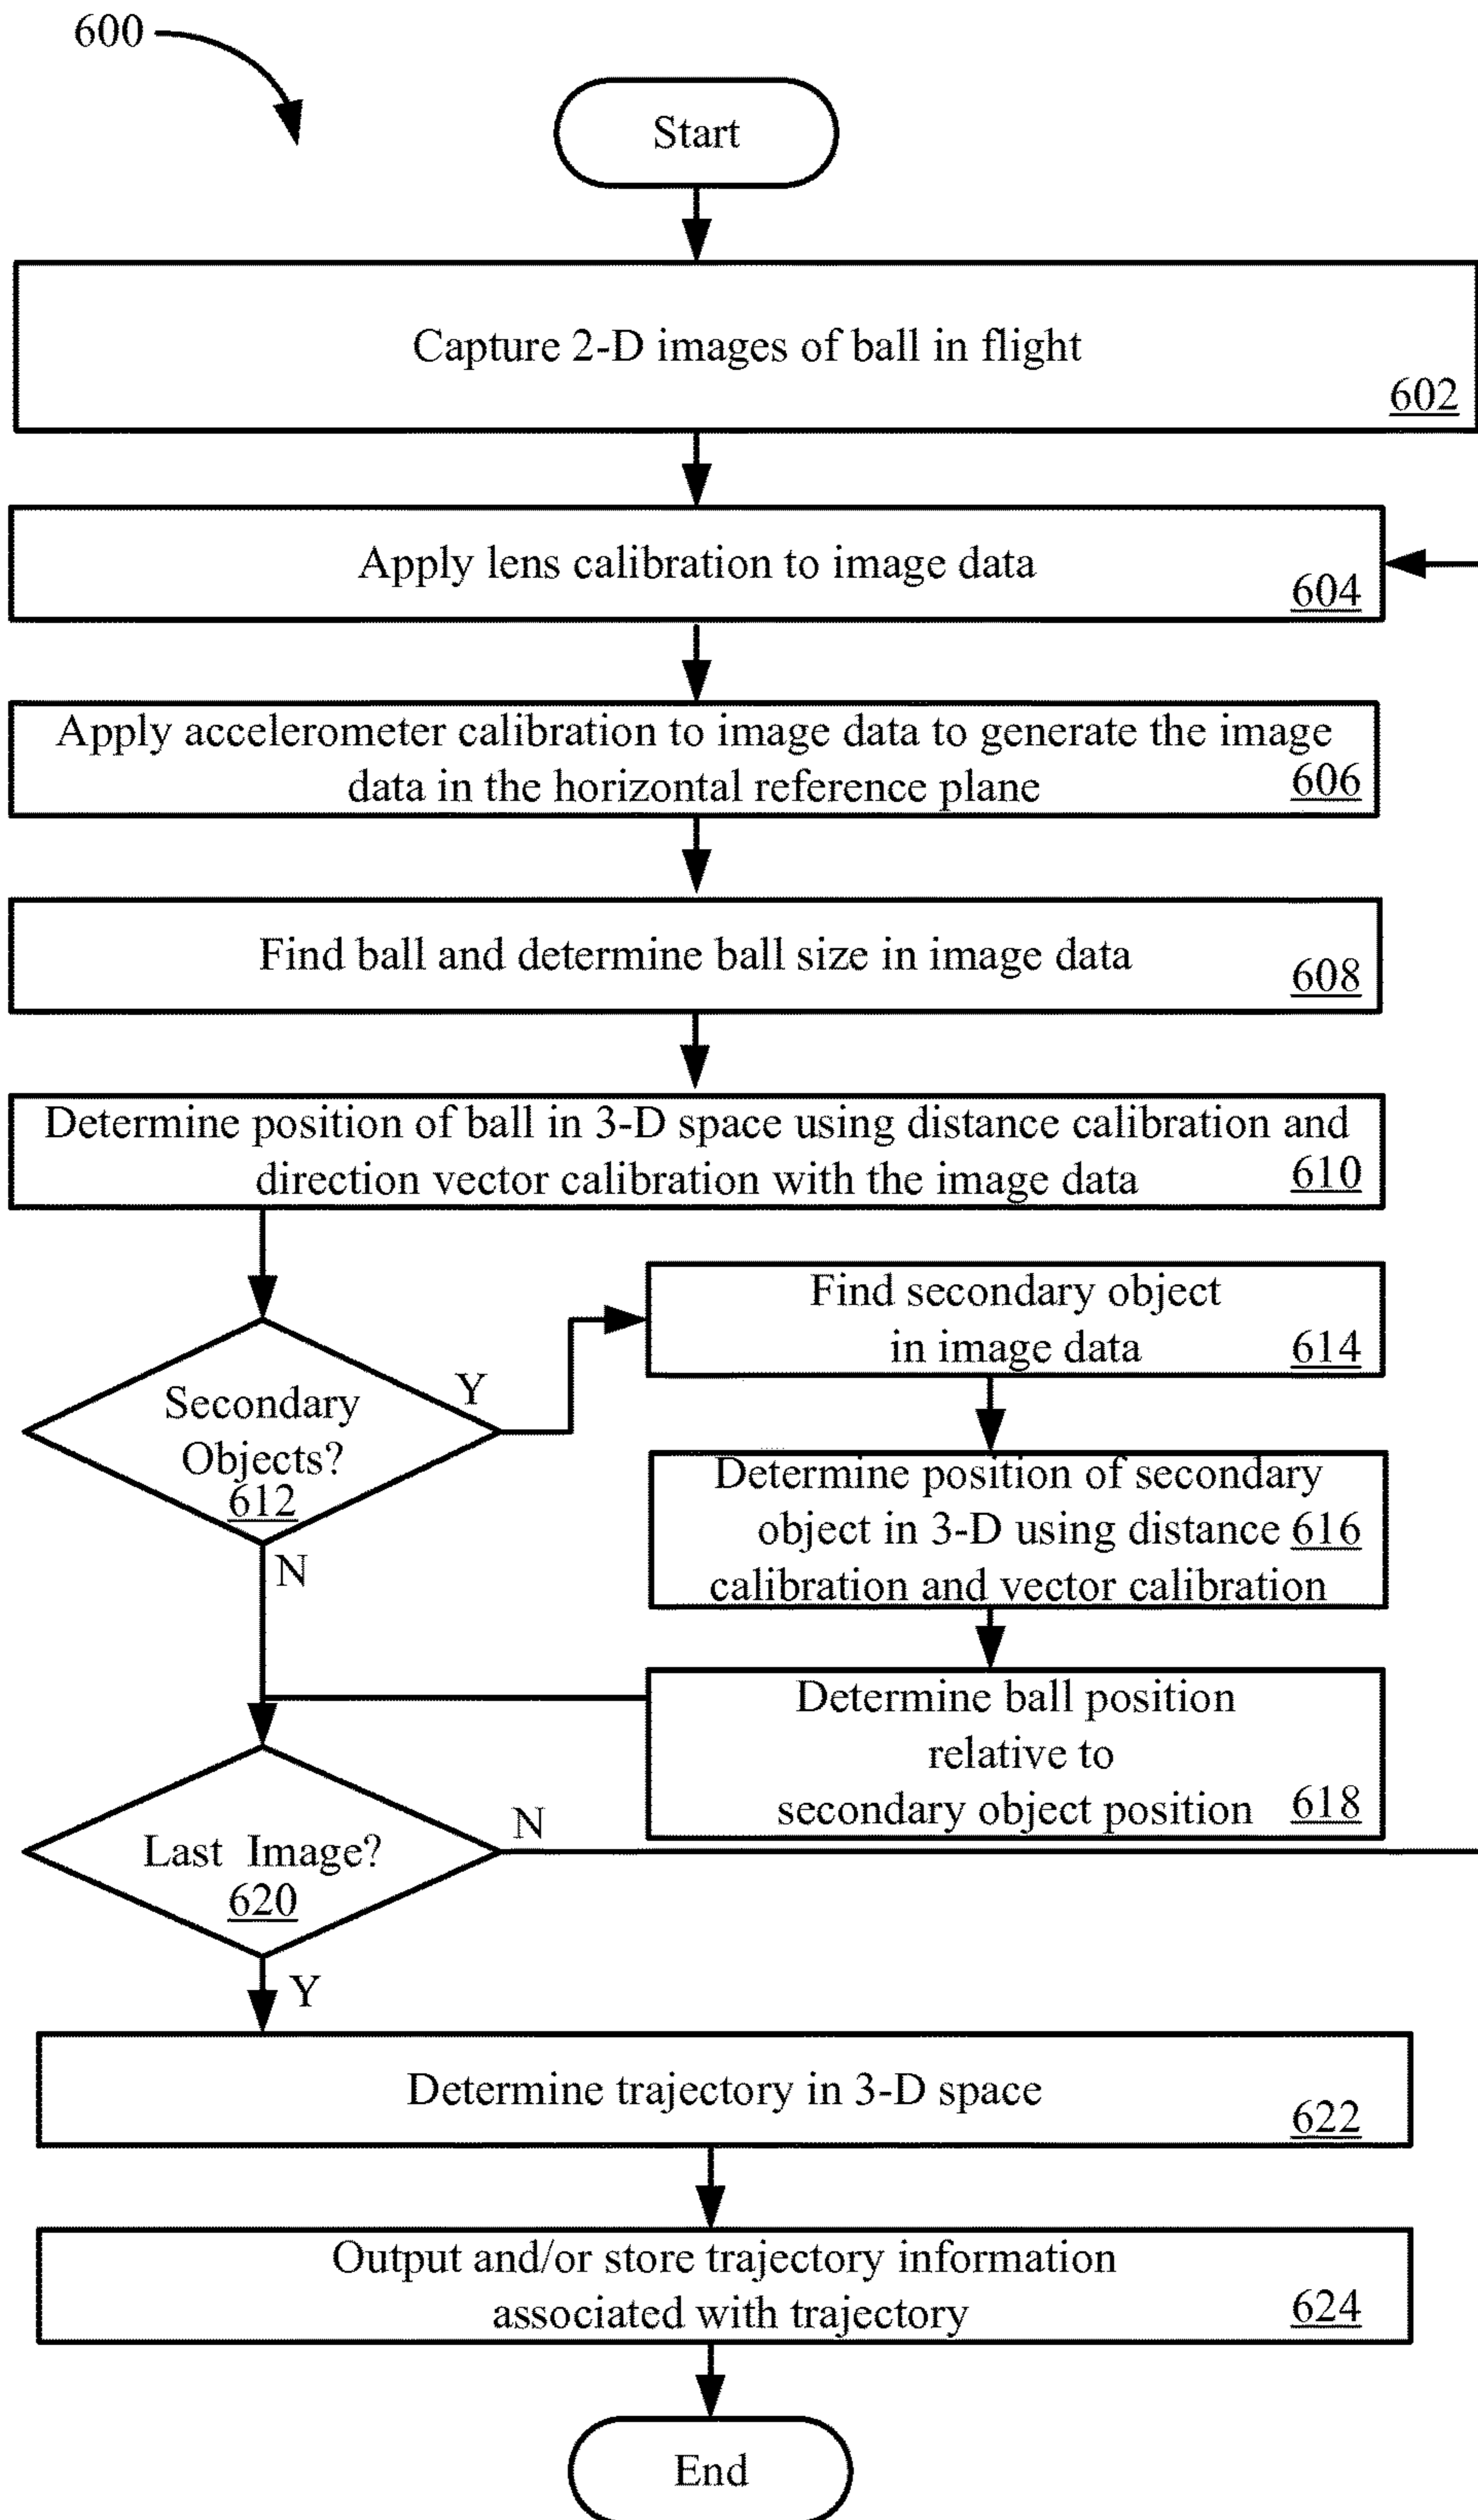 600
Start
Capture 2-D images of ball in flight
602
Apply lens calibration to image data
604
Apply accelerometer calibration to image data to generate the image
data in the horizontal reference plane
606
Find ball and determine ball size in image data
608
Determine position of ball in 3-D space using distance calibration and
direction vector calibration with the image data
610
Secondary
Objects?
612
Y
N
Find secondary object
in image data
614
Determine position of secondary
object in 3-D using distance 616
calibration and vector calibration
Determine ball position
relative to
secondary object position 618
Last Image?
620
N
Y
Determine trajectory in 3-D space
622
Output and/or store trajectory information
associated with trajectory
624
End